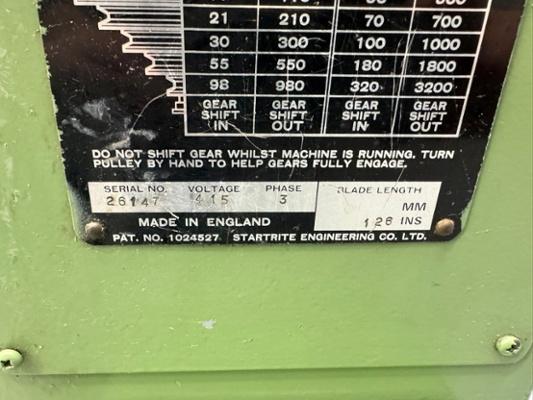 21 210 70 700
30 300 100 1000
55 550 180 1800
98 980 320 3200
GEAR SHIFT IN GEAR SHIFT OUT GEAR SHIFT IN GEAR SHIFT OUT
DO NOT SHIFT GEAR WHILST MACHINE IS RUNNING. TURN
PULLEY BY HAND TO HELP GEARS FULLY ENGAGE.
SERIAL NO. VOLTAGE PHASE BLADE LENGTH
26147 415 3 MM
MADE IN ENGLAND 126 INS
PAT. NO. 1024527 STARTRITE ENGINEERING CO. LTD.